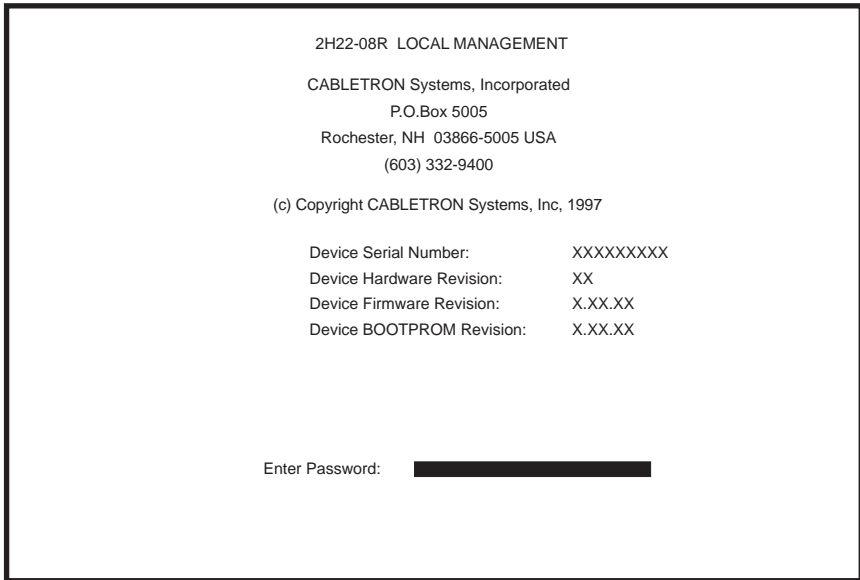 2H22-08R LOCAL MANAGEMENT
CABLETRON Systems, Incorporated
P.O.Box 5005
Rochester, NH 03866-5005 USA
(603) 332-9400
(c) Copyright CABLETRON Systems, Inc, 1997
Device Serial Number: XXXXXXXXX
Device Hardware Revision: XX
Device Firmware Revision: X.XX.XX
Device BOOTPROM Revision: X.XX.XX
Enter Password: